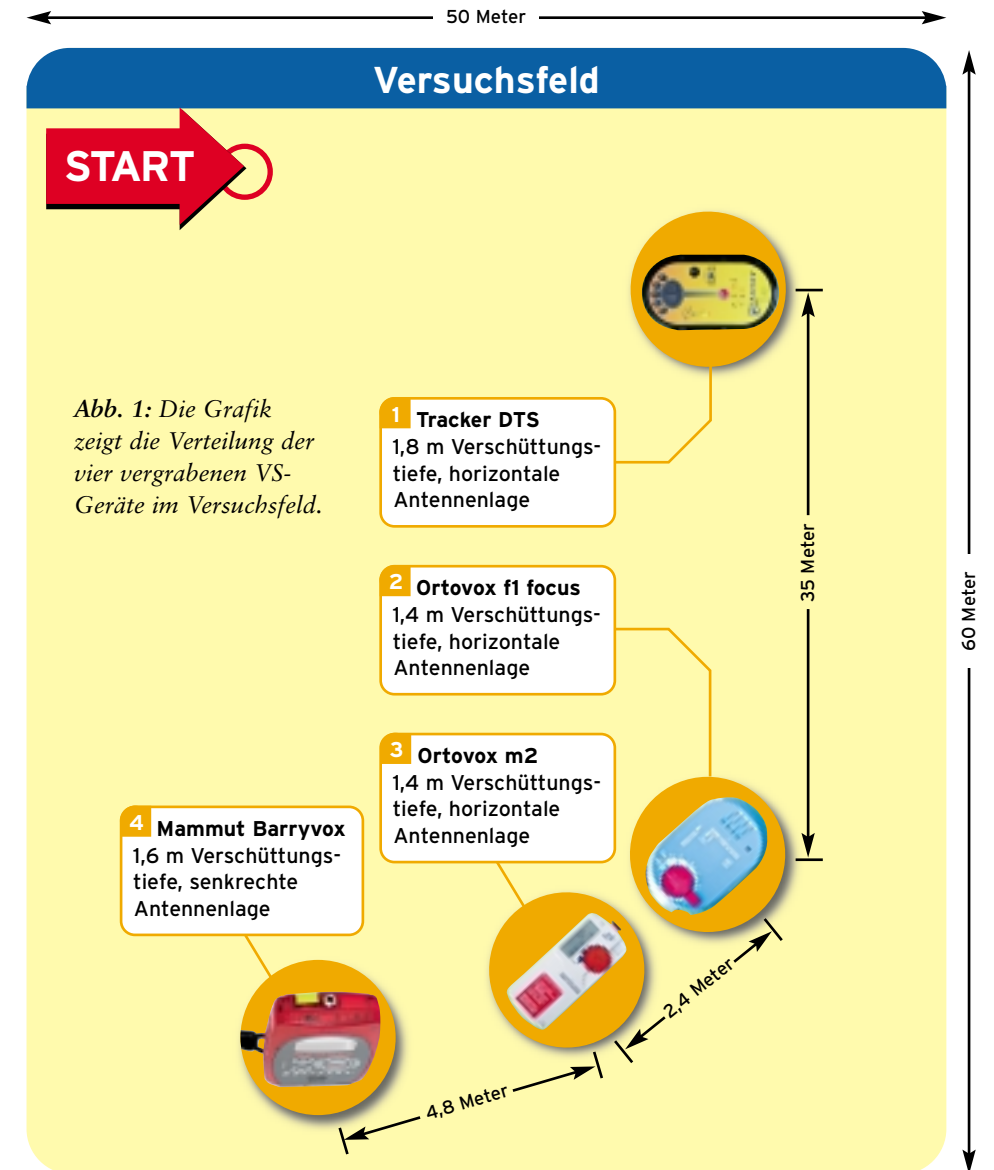 50 Meter
Versuchsfeld
START
Abb. 1: Die Grafik
zeigt die Verteilung der
vier vergrabenen VS-
Geräte im Versuchsfeld.
1 Tracker DTS
1,8 m Verschüttungs-
tiefe, horizontale
Antennenlage
35 Meter
60 Meter
2 Ortovox f1 focus
1,4 m Verschüttungs-
tiefe, horizontale
Antennenlage
3 Ortovox m2
1,4 m Verschüttungs-
tiefe, horizontale
Antennenlage
4 Mammut Barryvox
1,6 m Verschüttungs-
tiefe, senkrechte
Antennenlage
2,4 Meter
4,8 Meter